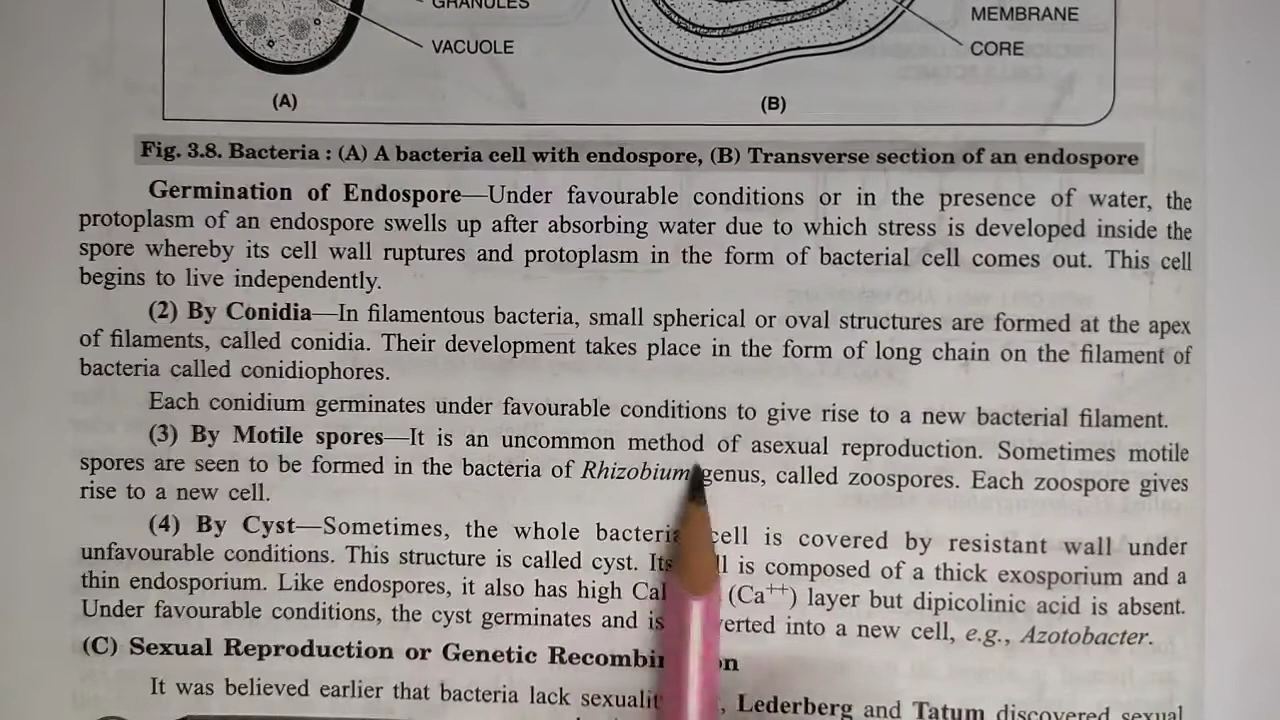 GRANULES
VACUOLE
MEMBRANE
CORE
(A)
(B)
Fig. 3.8. Bacteria : (A) A bacteria cell with endospore, (B) Transverse section of an endospore
Germination of Endospore—Under favourable conditions or in the presence of water, the
protoplasm of an endospore swells up after absorbing water due to which stress is developed inside the
spore whereby its cell wall ruptures and protoplasm in the form of bacterial cell comes out. This cell
begins to live independently.
(2) By Conidia—In filamentous bacteria, small spherical or oval structures are formed at the apex
of filaments, called conidia. Their development takes place in the form of long chain on the filament of
bacteria called conidiophores.
Each conidium germinates under favourable conditions to give rise to a new bacterial filament.
(3) By Motile spores—It is an uncommon method of asexual reproduction. Sometimes motile
spores are seen to be formed in the bacteria of Rhizobium genus, called zoospores. Each zoospore gives
rise to a new cell.
(4) By Cyst—Sometimes, the whole cell is covered by resistant wall under
unfavourable conditions. This structure is called cyst. Its is composed of a thick exosporium and a
thin endosporium. Like endospores, it also has high (Ca++) layer but dipicolinic acid is absent.
Under favourable conditions, the cyst germinates and is into a new cell, e.g., Azotobacter.
(C) Sexual Reproduction or Genetic
It was believed earlier that bacteria lack Lederberg and Tatum discovered sexual